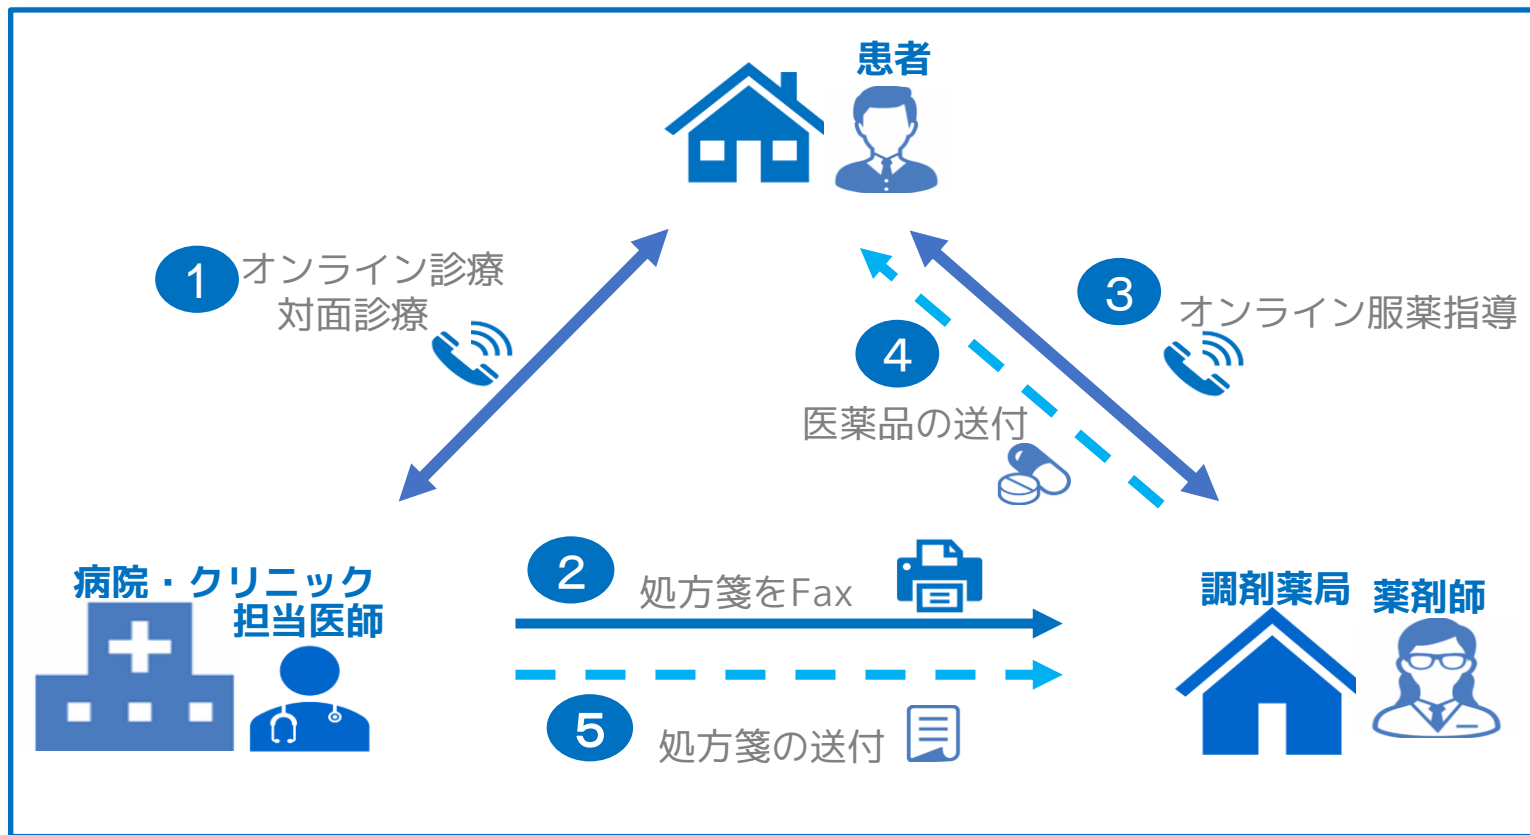 患者
1
オンライン診療
対面診療
3
オンライン服薬指導
4
医薬品の送付
病院・クリニック
担当医師
2
処方箋をFax
調剤薬局
薬剤師
5
処方箋の送付